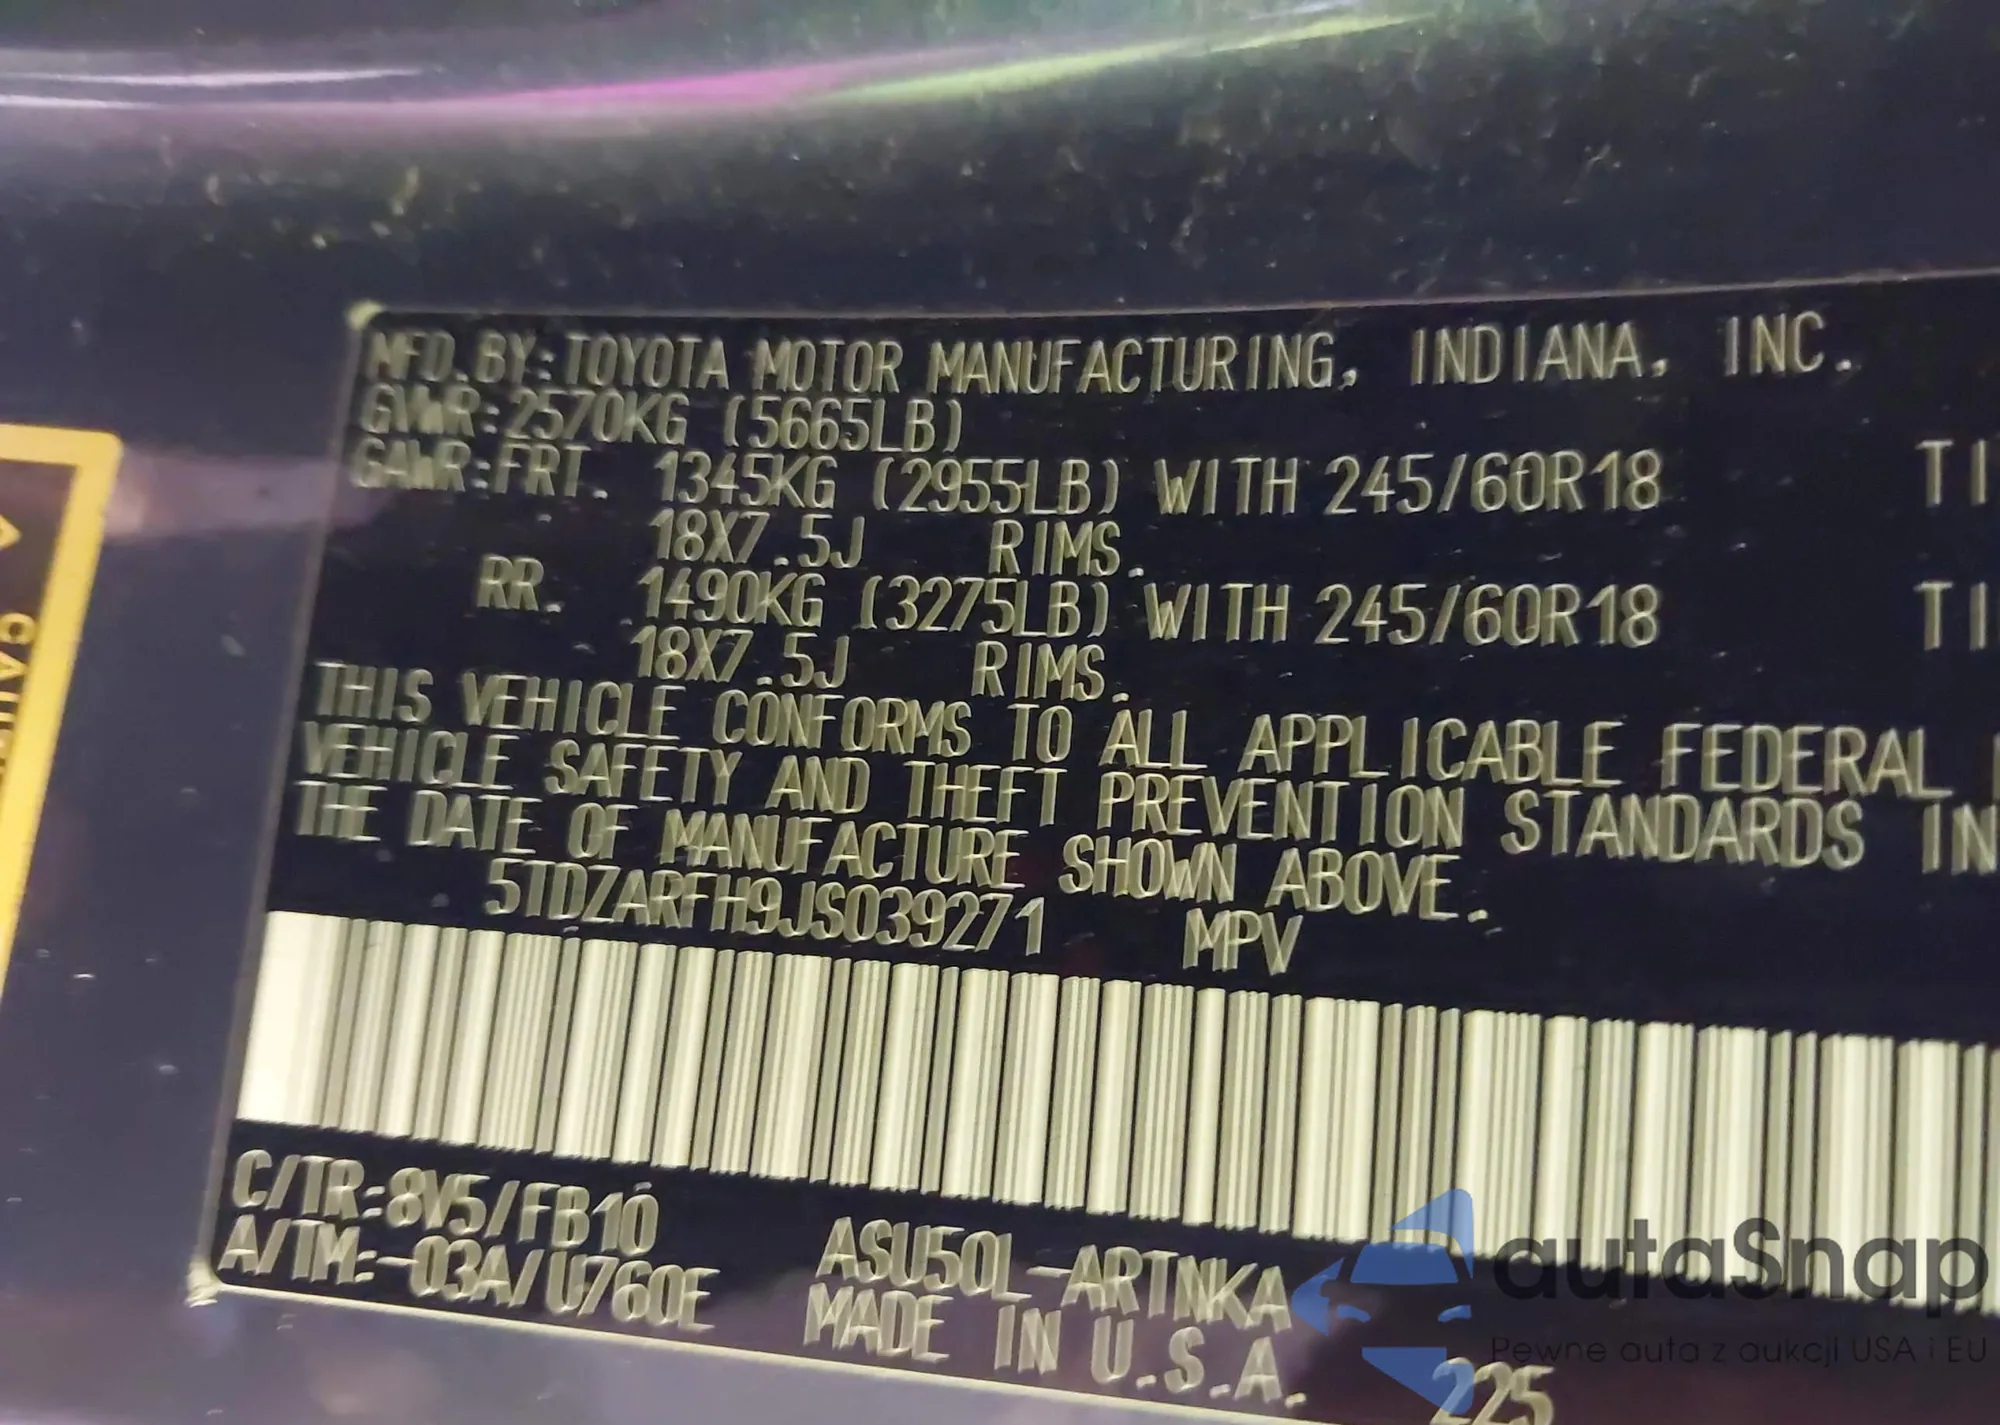 MFD. BY: TOYOTA MOTOR MANUFACTURING, INDIANA, INC.
GVWR: 2570KG (5665LB)
GAWR: FRT. 1345KG (2955LB) WITH 245/60R18 TI
18X7.5J RIMS.
RR. 1490KG (3275LB) WITH 245/60R18 TI
18X7.5J RIMS.
THIS VEHICLE CONFORMS TO ALL APPLICABLE FEDERAL
VEHICLE SAFETY AND THEFT PREVENTION STANDARDS IN
THE DATE OF MANUFACTURE SHOWN ABOVE.
5TDZARFH9JS039271 MPV
C/TR: 8V5/FB10 ASU50L-ARTNKA
A/TM: -03A/U760E MADE IN U.S.A.
225
autaSnap
Pewne auta z aukcji USA i EU